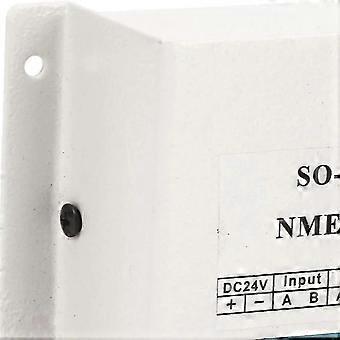 SO-
NME
DC24V Input
+ − A B A